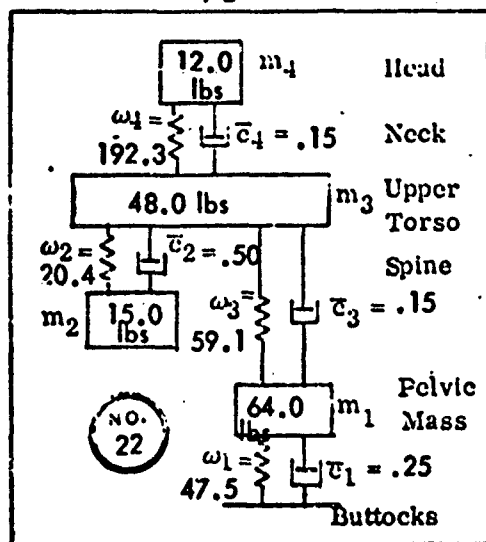 12.0 m₄ Head
lbs
ω₄= c̄₄ = .15 Neck
192.3
48.0 lbs m₃ Upper
Torso
ω₂= c̄₂= .50 Spine
20.4
ω₃= c̄₃ = .15
m₂ 15.0
lbs
59.1
64.0 m₁ Pelvic
lbs Mass
NO.
22
ω₁= c̄₁ = .25
47.5
Buttocks